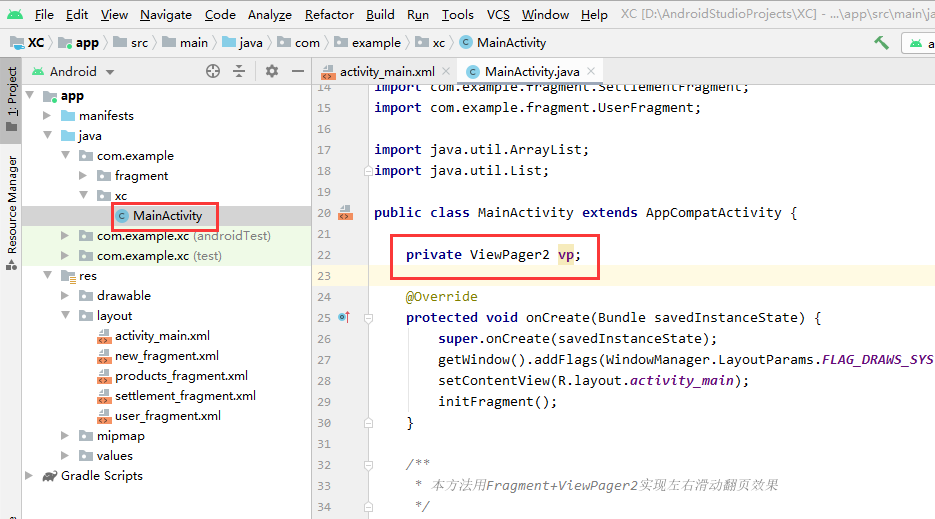 File Edit View Navigate Code Analyze Refactor Build Run Tools VCS Window Help XC [D:\AndroidStudioProjects\XC] - ...\app\src\main\ja
XC app src main java com example xc MainActivity a
1: Project
Resource Manager
Android
app
manifests
java
com.example
fragment
xc
MainActivity
com.example.xc (androidTest)
com.example.xc (test)
res
drawable
layout
activity_main.xml
new_fragment.xml
products_fragment.xml
settlement_fragment.xml
user_fragment.xml
mipmap
values
Gradle Scripts
activity_main.xml MainActivity.java
14 import com.example.fragment.SettlementFragment;
15 import com.example.fragment.UserFragment;
16
17 import java.util.ArrayList;
18 import java.util.List;
19
20 public class MainActivity extends AppCompatActivity {
21
22 private ViewPager2 vp;
23
24 @Override
25 protected void onCreate(Bundle savedInstanceState) {
26 super.onCreate(savedInstanceState);
27 getWindow().addFlags(WindowManager.LayoutParams.FLAG_DRAWS_SYS
28 setContentView(R.layout.activity_main);
29 initFragment();
30 }
31
32 /**
33 * 本方法用Fragment+ViewPager2实现左右滑动翻页效果
34 */